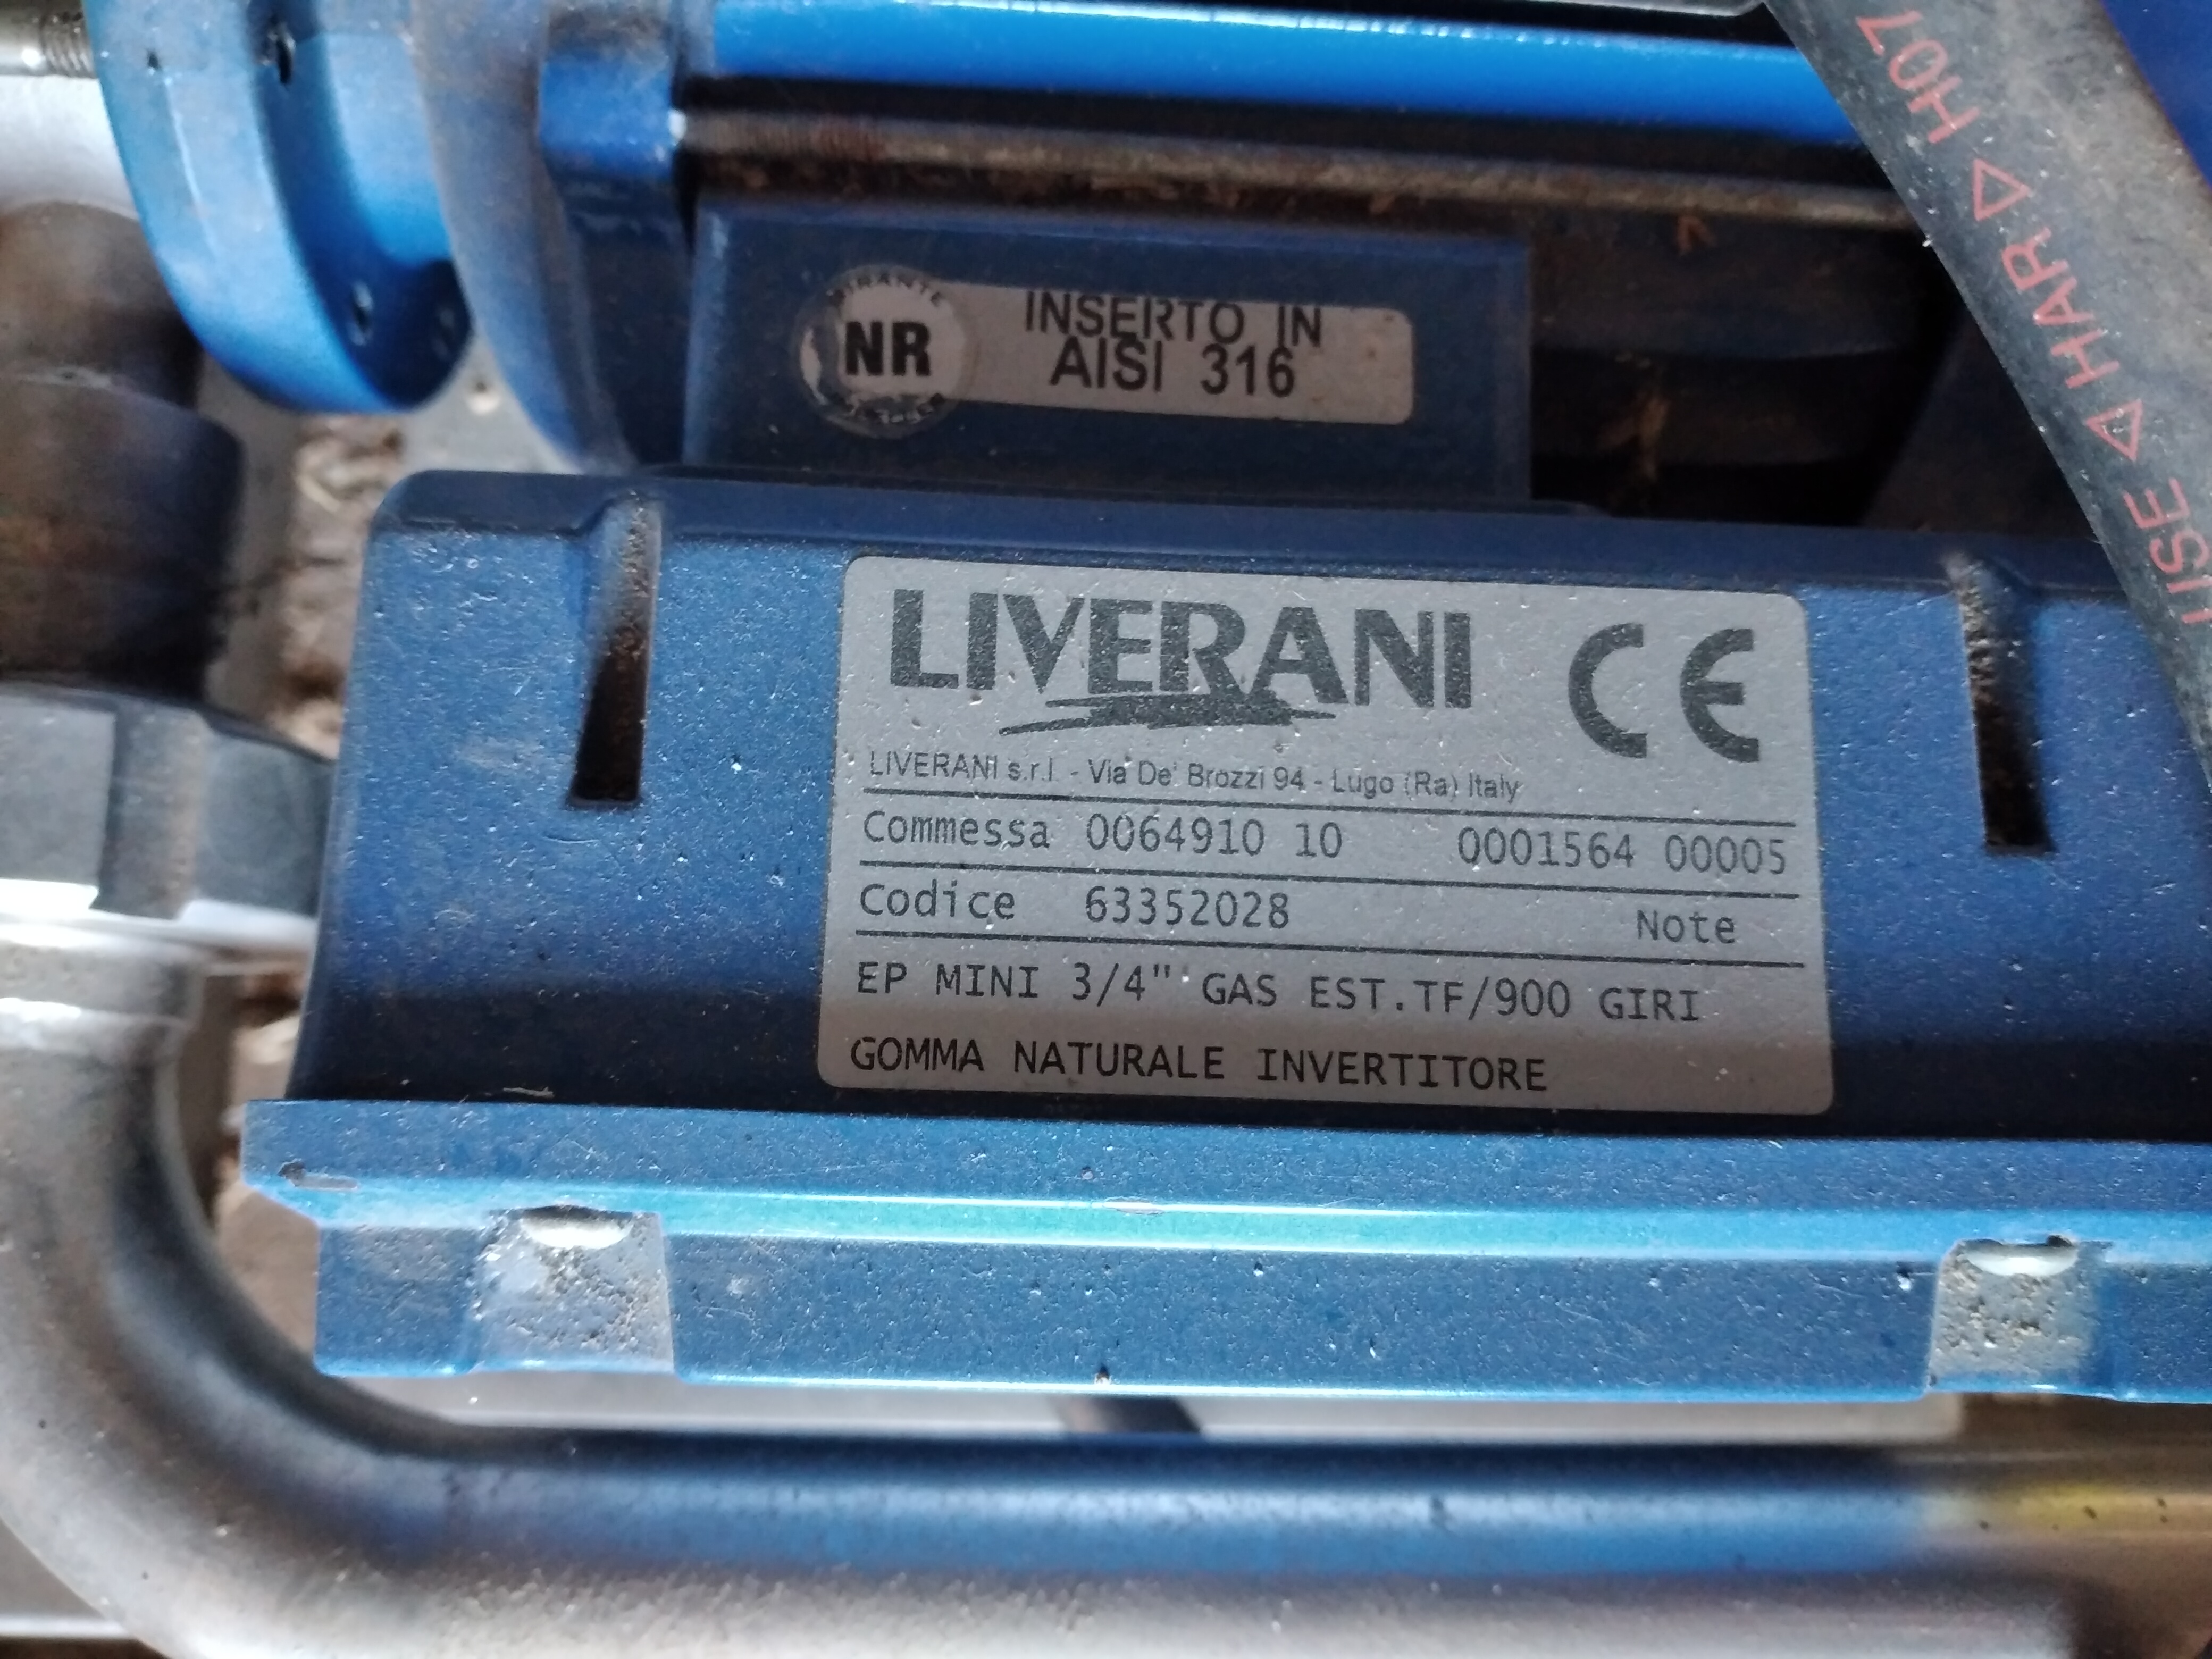 H07
HAR
USE
NR
INSERTO IN
AISI 316
LIVERANI CE
LIVERANI s.r.l. - Via De' Brozzi 94 - Lugo (Ra) Italy
Commessa 0064910 10 0001564 00005
Codice 63352028 Note
EP MINI 3/4" GAS EST.TF/900 GIRI
GOMMA NATURALE INVERTITORE